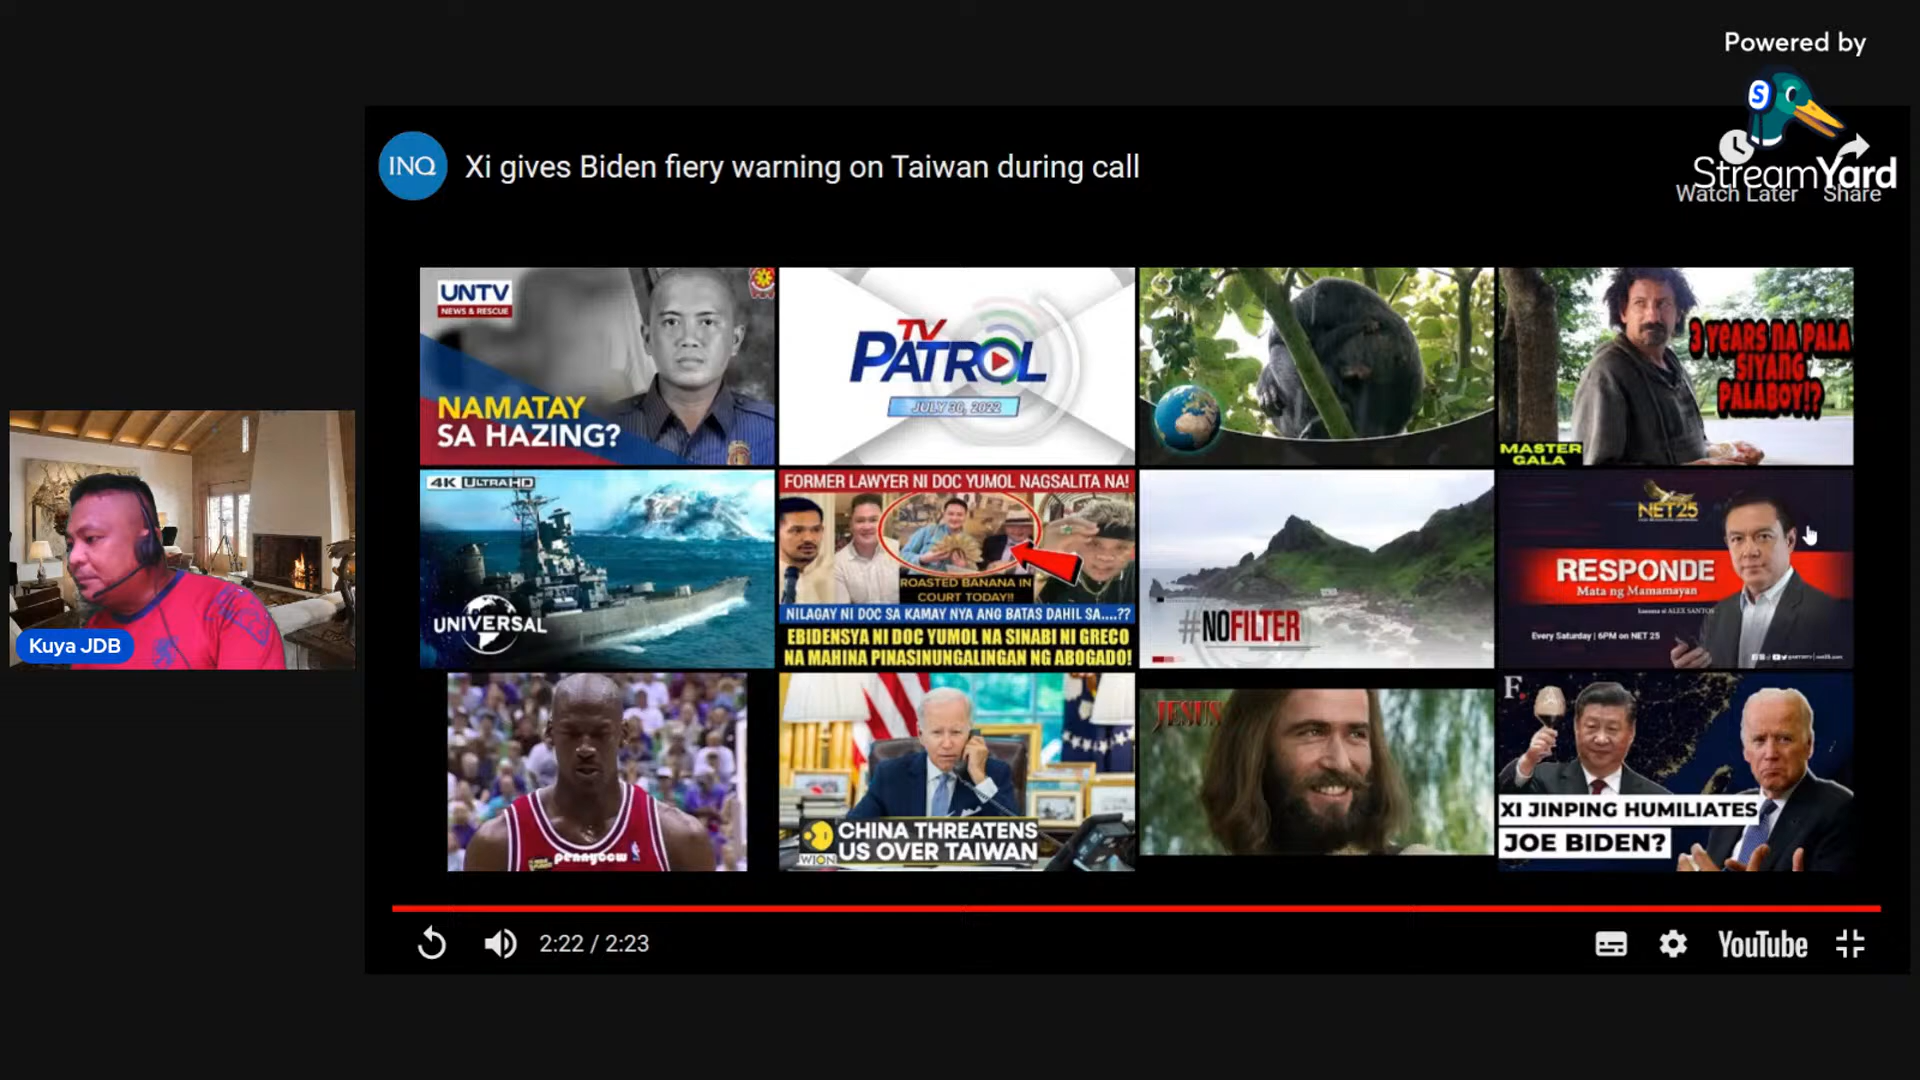 Powered by
StreamYard
INQ
Xi gives Biden fiery warning on Taiwan during call
Watch Later
Share
UNTV
NEWS & RESCUE
NAMATAY
SA HAZING?
TV
PATROL
JULY 30, 2022
3 YEARS NA PALA
SIYANG
PALABOY!?
MASTER
GALA
4K ULTRAHD
UNIVERSAL
FORMER LAWYER NI DOC YUMOL NAGSALITA NA!
ROASTED BANANA IN
COURT TODAY!!
NILAGAY NI DOC SA KAMAY NYA ANG BATAS DAHIL SA....??
EBIDENSYA NI DOC YUMOL NA SINABI NI GRECO
NA MAHINA PINASINUNGALINGAN NG ABOGADO!
#NOFILTER
NET25
RESPONDE
Mata ng Mamamayan
kasama si ALEX SANTOS
Every Saturday | 6PM on NET 25
Kuya JDB
pennyccw
WION
CHINA THREATENS
US OVER TAIWAN
JESUS
F.
XI JINPING HUMILIATES
JOE BIDEN?
2:22 / 2:23
YouTube